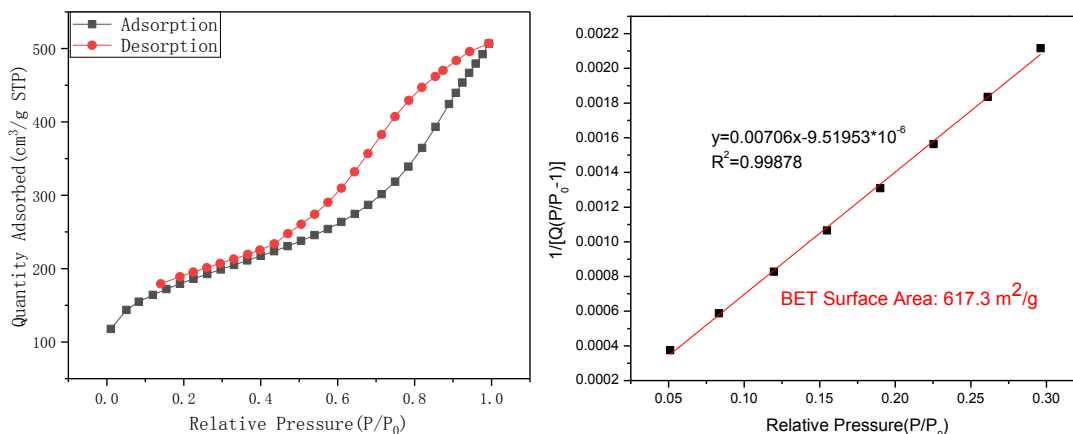 Adsorption
Desorption
Quantity Adsorbed(cm³/g STP)
500
400
300
200
100
0.0 0.2 0.4 0.6 0.8 1.0
Relative Pressure(P/P₀)
1/[Q(P/P₀-1)]
0.0022
0.0020
0.0018
0.0016
0.0014
0.0012
0.0010
0.0008
0.0006
0.0004
0.0002
y=0.00706x-9.51953*10⁻⁶
R²=0.99878
BET Surface Area: 617.3 m²/g
0.05 0.10 0.15 0.20 0.25 0.30
Relative Pressure(P/P₀)